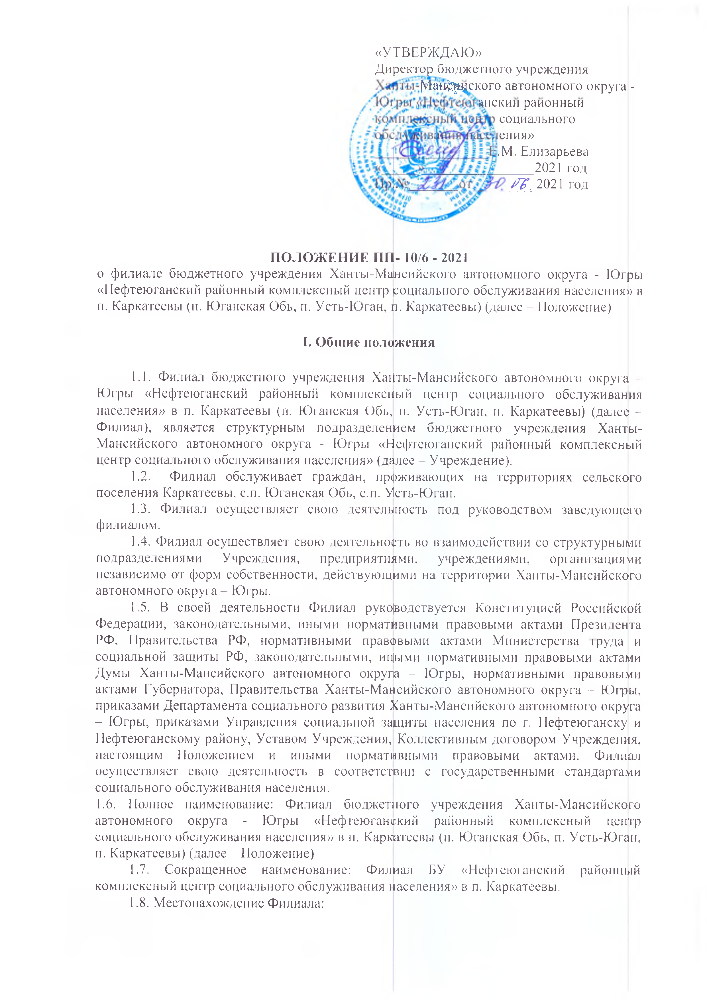 «УТВЕРЖДАЮ»
Директор бюджетного учреждения
Ханты-Мансийского автономного округа -
Югры «Нефтеюганский районный
комплексный центр социального
обслуживания населения»
Е.М. Елизарьева
«_____»_______________2021 год
Пр.№ от 30.06.2021 год
ПОЛОЖЕНИЕ ПП- 10/6 - 2021
о филиале бюджетного учреждения Ханты-Мансийского автономного округа - Югры
«Нефтеюганский районный комплексный центр социального обслуживания населения» в
п. Каркатеевы (п. Юганская Обь, п. Усть-Юган, п. Каркатеевы) (далее – Положение)
I. Общие положения
1.1. Филиал бюджетного учреждения Ханты-Мансийского автономного округа –
Югры «Нефтеюганский районный комплексный центр социального обслуживания
населения» в п. Каркатеевы (п. Юганская Обь, п. Усть-Юган, п. Каркатеевы) (далее –
Филиал), является структурным подразделением бюджетного учреждения Ханты-
Мансийского автономного округа - Югры «Нефтеюганский районный комплексный
центр социального обслуживания населения» (далее – Учреждение).
1.2. Филиал обслуживает граждан, проживающих на территориях сельского
поселения Каркатеевы, с.п. Юганская Обь, с.п. Усть-Юган.
1.3. Филиал осуществляет свою деятельность под руководством заведующего
филиалом.
1.4. Филиал осуществляет свою деятельность во взаимодействии со структурными
подразделениями Учреждения, предприятиями, учреждениями, организациями
независимо от форм собственности, действующими на территории Ханты-Мансийского
автономного округа – Югры.
1.5. В своей деятельности Филиал руководствуется Конституцией Российской
Федерации, законодательными, иными нормативными правовыми актами Президента
РФ, Правительства РФ, нормативными правовыми актами Министерства труда и
социальной защиты РФ, законодательными, иными нормативными правовыми актами
Думы Ханты-Мансийского автономного округа – Югры, нормативными правовыми
актами Губернатора, Правительства Ханты-Мансийского автономного округа – Югры,
приказами Департамента социального развития Ханты-Мансийского автономного округа
– Югры, приказами Управления социальной защиты населения по г. Нефтеюганску и
Нефтеюганскому району, Уставом Учреждения, Коллективным договором Учреждения,
настоящим Положением и иными нормативными правовыми актами. Филиал
осуществляет свою деятельность в соответствии с государственными стандартами
социального обслуживания населения.
1.6. Полное наименование: Филиал бюджетного учреждения Ханты-Мансийского
автономного округа - Югры «Нефтеюганский районный комплексный центр
социального обслуживания населения» в п. Каркатеевы (п. Юганская Обь, п. Усть-Юган,
п. Каркатеевы) (далее – Положение)
1.7. Сокращенное наименование: Филиал БУ «Нефтеюганский районный
комплексный центр социального обслуживания населения» в п. Каркатеевы.
1.8. Местонахождение Филиала: